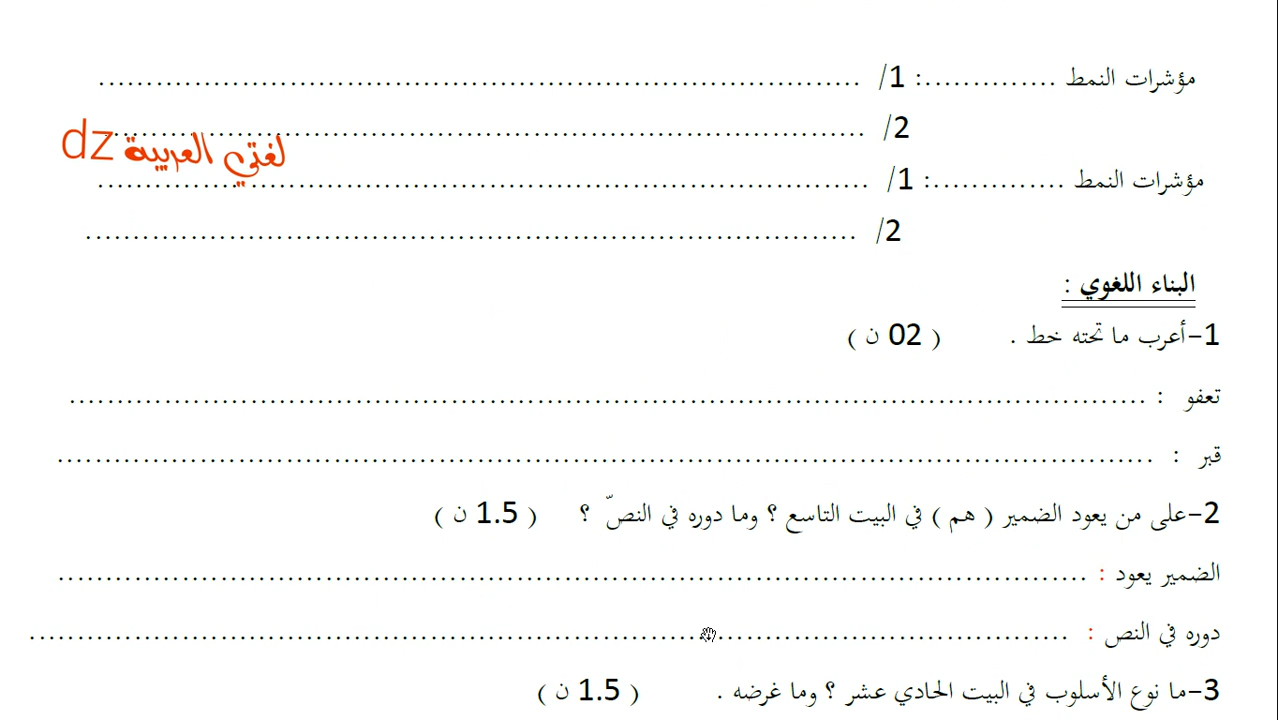 مؤشرات النمط ..............: 1/ ................................................................................
2/ ................................................................................
لغتي العربية dz
مؤشرات النمط ..............: 1/ ................................................................................
2/ ................................................................................
البناء اللغوي :
1-أعرب ما تحته خط . ( 02 ن )
تعفو : ................................................................................
قبر : ................................................................................
2-على من يعود الضمير ( هم ) في البيت التاسع ؟ وما دوره في النصّ ؟ ( 1.5 ن )
الضمير يعود : ................................................................................
دوره في النص : ................................................................................
3-ما نوع الأسلوب في البيت الحادي عشر ؟ وما غرضه . ( 1.5 ن )